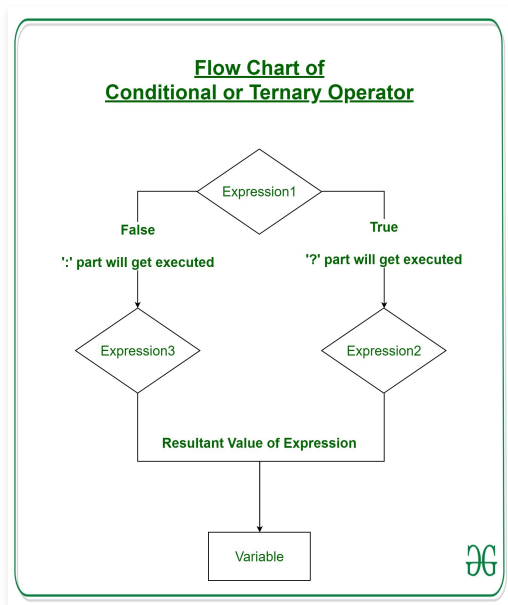 Flow Chart of
Conditional or Ternary Operator
Expression1
False
True
':' part will get executed
'?' part will get executed
Expression3
Expression2
Resultant Value of Expression
Variable